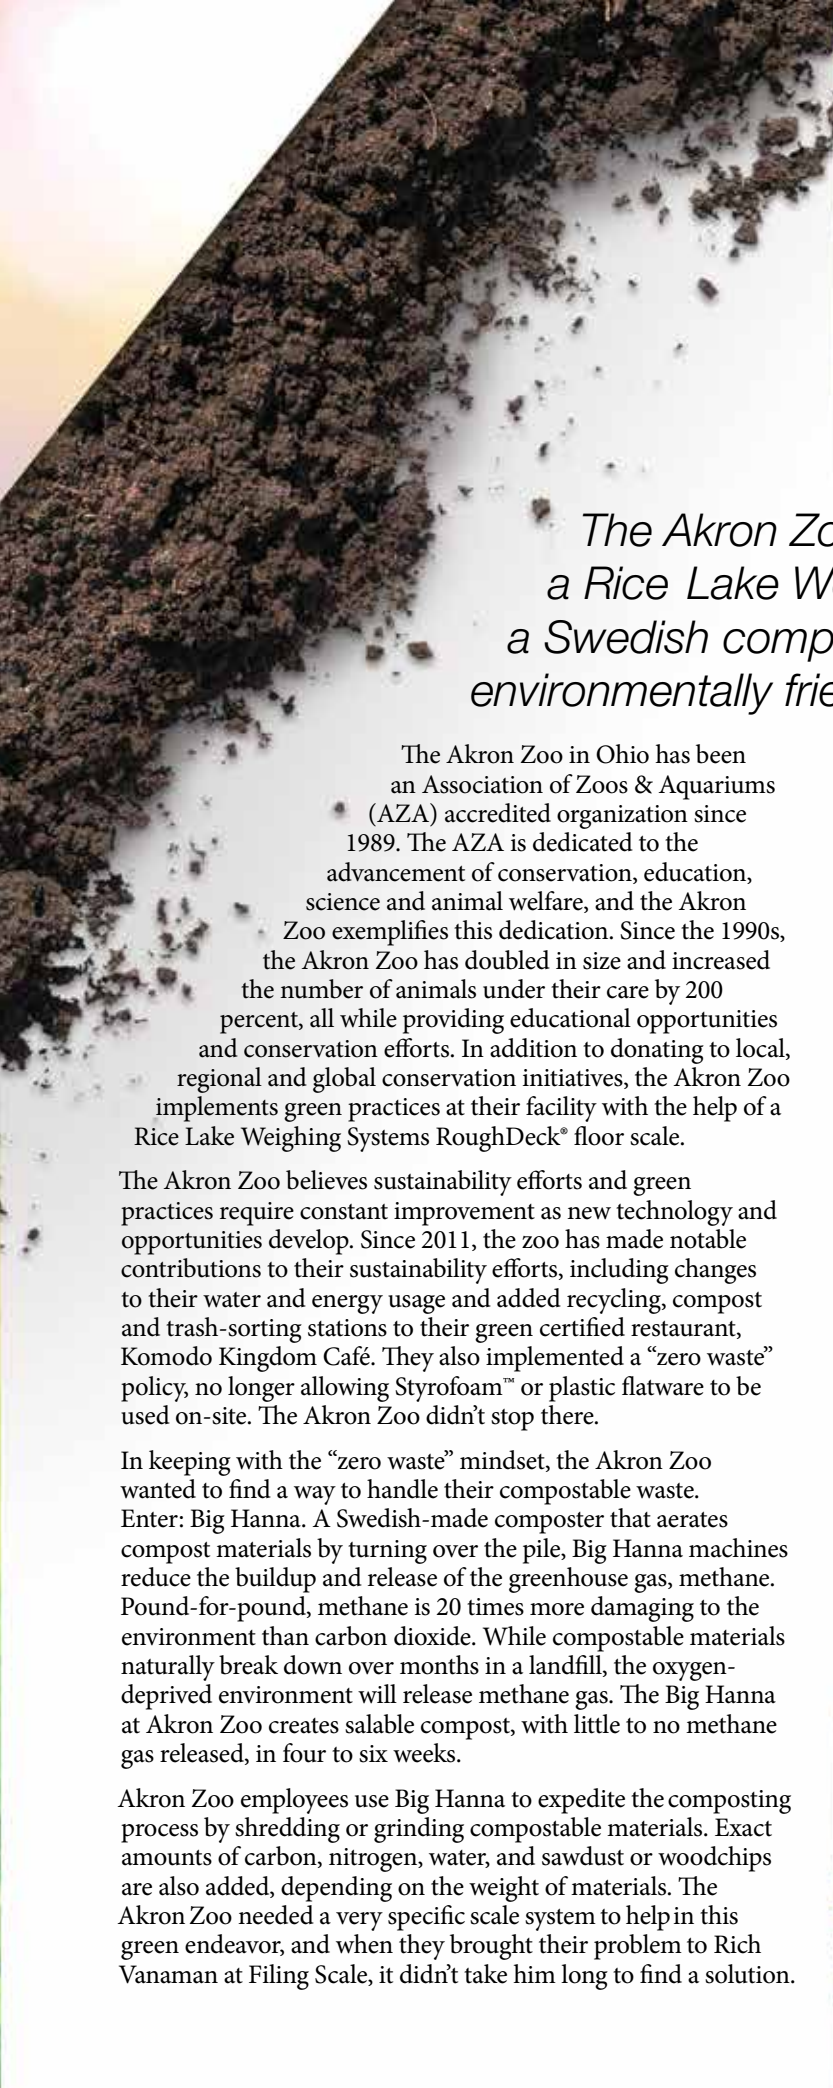 The Akron Zo
a Rice Lake W
a Swedish comp
environmentally frie
The Akron Zoo in Ohio has been
an Association of Zoos & Aquariums
(AZA) accredited organization since
1989. The AZA is dedicated to the
advancement of conservation, education,
science and animal welfare, and the Akron
Zoo exemplifies this dedication. Since the 1990s,
the Akron Zoo has doubled in size and increased
the number of animals under their care by 200
percent, all while providing educational opportunities
and conservation efforts. In addition to donating to local,
regional and global conservation initiatives, the Akron Zoo
implements green practices at their facility with the help of a
Rice Lake Weighing Systems RoughDeck® floor scale.
The Akron Zoo believes sustainability efforts and green
practices require constant improvement as new technology and
opportunities develop. Since 2011, the zoo has made notable
contributions to their sustainability efforts, including changes
to their water and energy usage and added recycling, compost
and trash-sorting stations to their green certified restaurant,
Komodo Kingdom Café. They also implemented a “zero waste”
policy, no longer allowing Styrofoam™ or plastic flatware to be
used on-site. The Akron Zoo didn’t stop there.
In keeping with the “zero waste” mindset, the Akron Zoo
wanted to find a way to handle their compostable waste.
Enter: Big Hanna. A Swedish-made composter that aerates
compost materials by turning over the pile, Big Hanna machines
reduce the buildup and release of the greenhouse gas, methane.
Pound-for-pound, methane is 20 times more damaging to the
environment than carbon dioxide. While compostable materials
naturally break down over months in a landfill, the oxygen-
deprived environment will release methane gas. The Big Hanna
at Akron Zoo creates salable compost, with little to no methane
gas released, in four to six weeks.
Akron Zoo employees use Big Hanna to expedite the composting
process by shredding or grinding compostable materials. Exact
amounts of carbon, nitrogen, water, and sawdust or woodchips
are also added, depending on the weight of materials. The
Akron Zoo needed a very specific scale system to help in this
green endeavor, and when they brought their problem to Rich
Vanaman at Filing Scale, it didn’t take him long to find a solution.